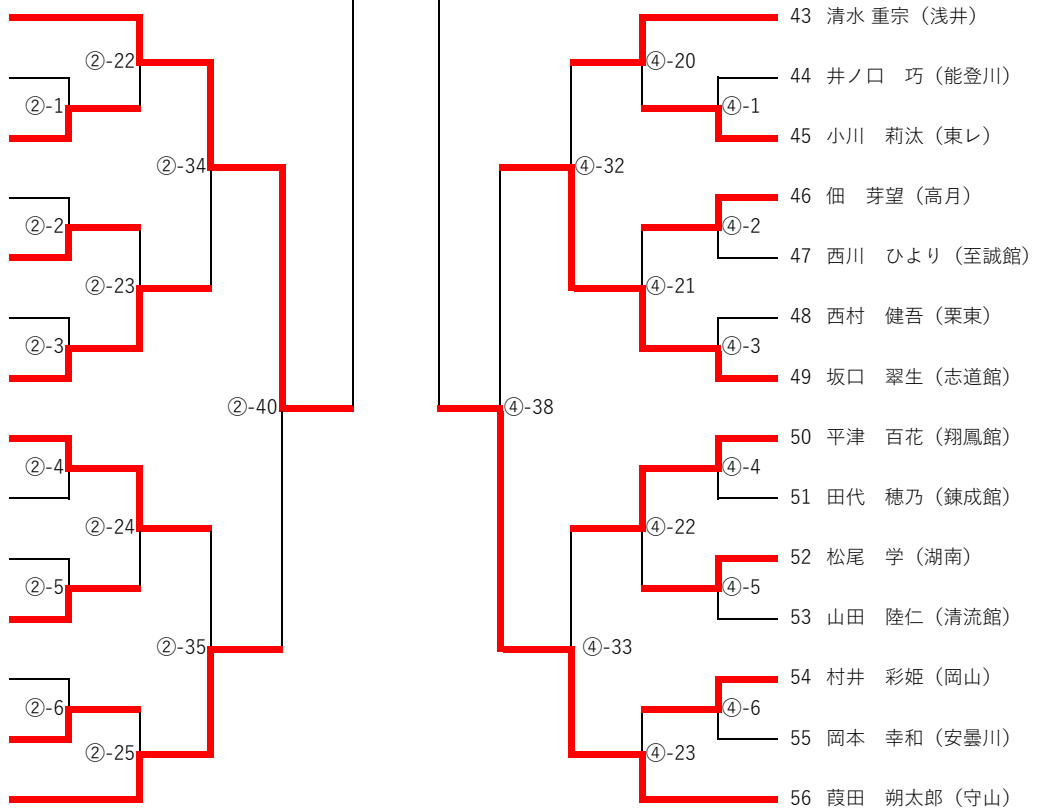 43 清水 重宗（浅井）
②-22
④-20
44 井ノ口　巧（能登川）
②-1
④-1
45 小川　莉汰（東レ）
②-34
④-32
46 佃　芽望（高月）
②-2
④-2
47 西川　ひより（至誠館）
②-23
④-21
48 西村　健吾（栗東）
②-3
④-3
49 坂口　翠生（志道館）
②-40
④-38
50 平津　百花（翔鳳館）
②-4
④-4
51 田代　穂乃（錬成館）
②-24
④-22
52 松尾　学（湖南）
②-5
④-5
53 山田　陸仁（清流館）
②-35
④-33
54 村井　彩姫（岡山）
②-6
④-6
55 岡本　幸和（安曇川）
②-25
④-23
56 葭田　朔太郎（守山）